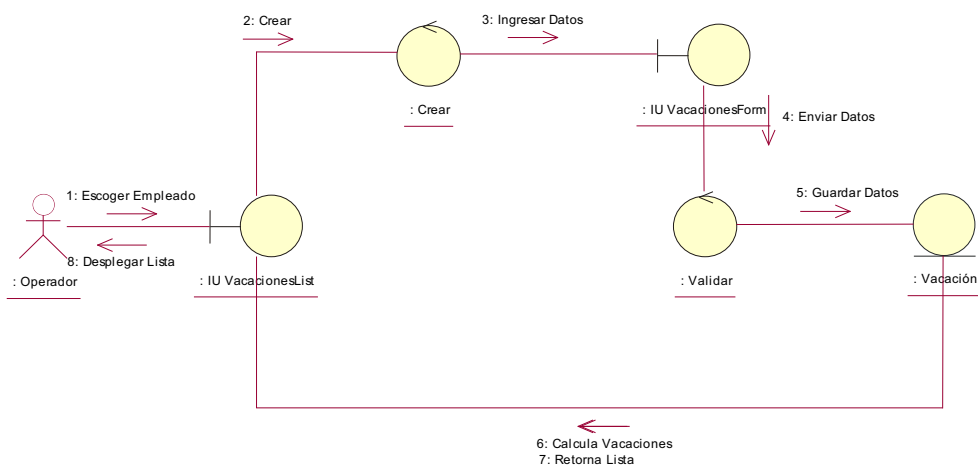 2: Crear
3: Ingresar Datos
: Crear
: IU VacacionesForm
4: Enviar Datos
1: Escoger Empleado
5: Guardar Datos
8: Desplegar Lista
: Operador
: IU VacacionesList
: Validar
: Vacación
6: Calcula Vacaciones
7: Retorna Lista